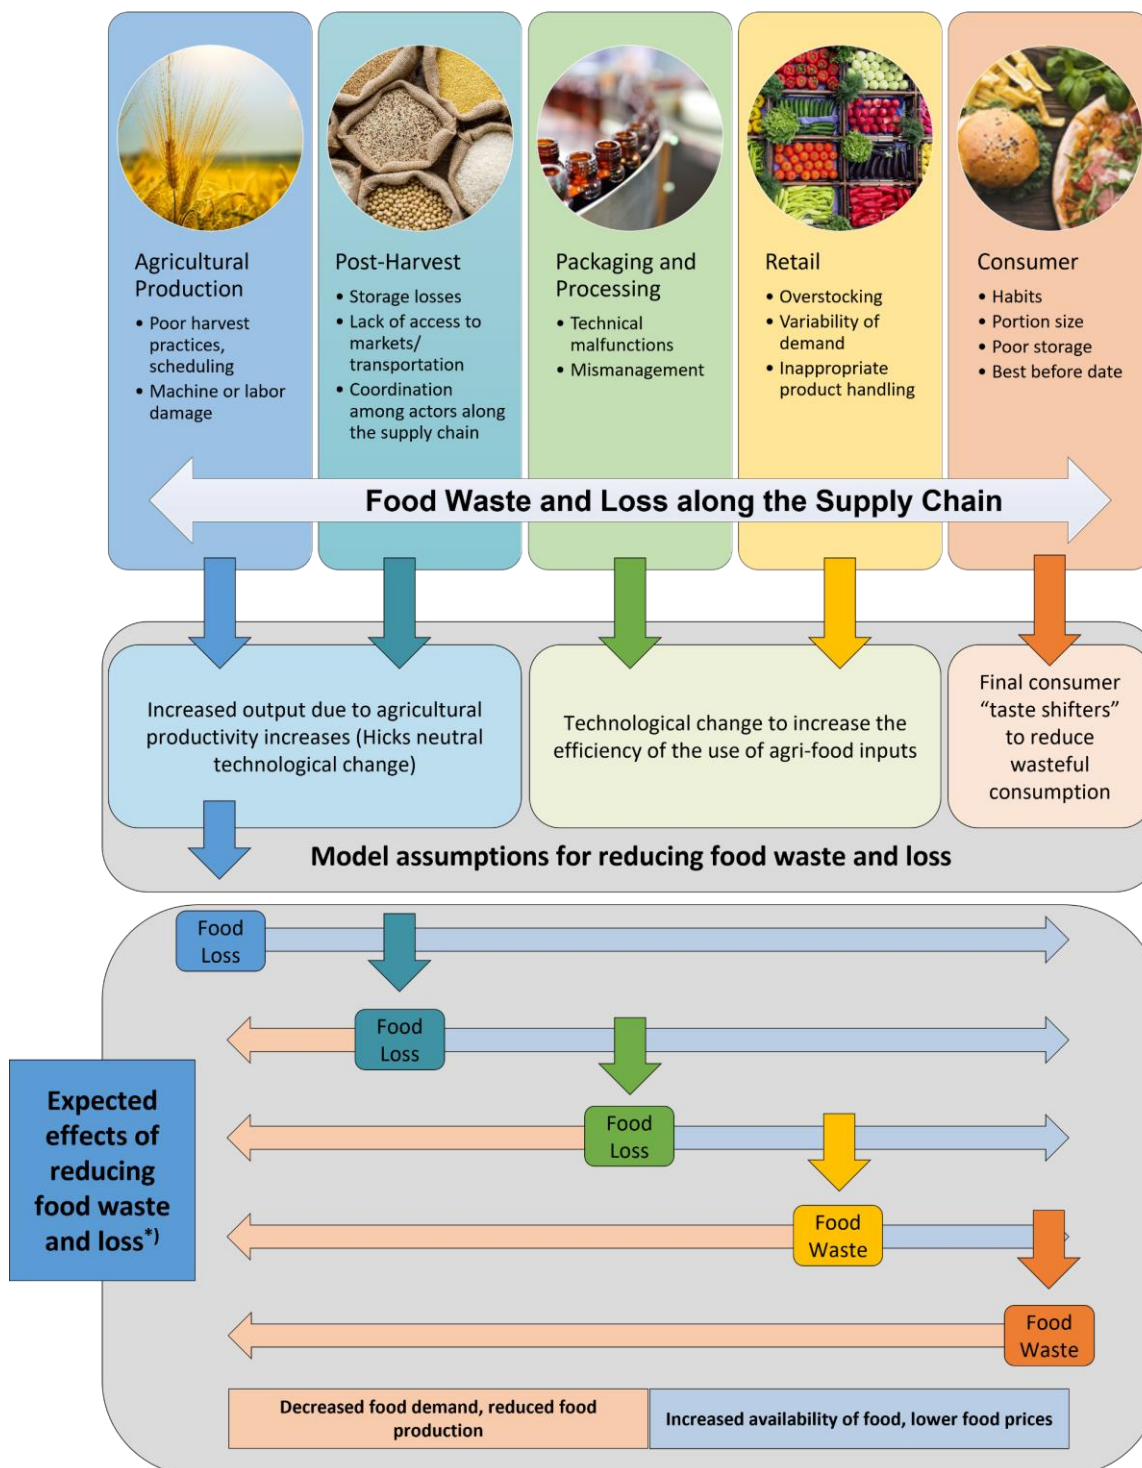 Agricultural
Production
• Poor harvest
practices,
scheduling
• Machine or labor
damage
Post-Harvest
• Storage losses
• Lack of access to
markets/
transportation
• Coordination
among actors along
the supply chain
Packaging and
Processing
• Technical
malfunctions
• Mismanagement
Retail
• Overstocking
• Variability of
demand
• Inappropriate
product handling
Consumer
• Habits
• Portion size
• Poor storage
• Best before date
Food Waste and Loss along the Supply Chain
Increased output due to agricultural
productivity increases (Hicks neutral
technological change)
Technological change to increase the
efficiency of the use of agri-food inputs
Final consumer
“taste shifters”
to reduce
wasteful
consumption
Model assumptions for reducing food waste and loss
Food
Loss
Food
Loss
Food
Loss
Food
Waste
Food
Waste
Expected
effects of
reducing
food waste
and loss*)
Decreased food demand, reduced food
production
Increased availability of food, lower food prices